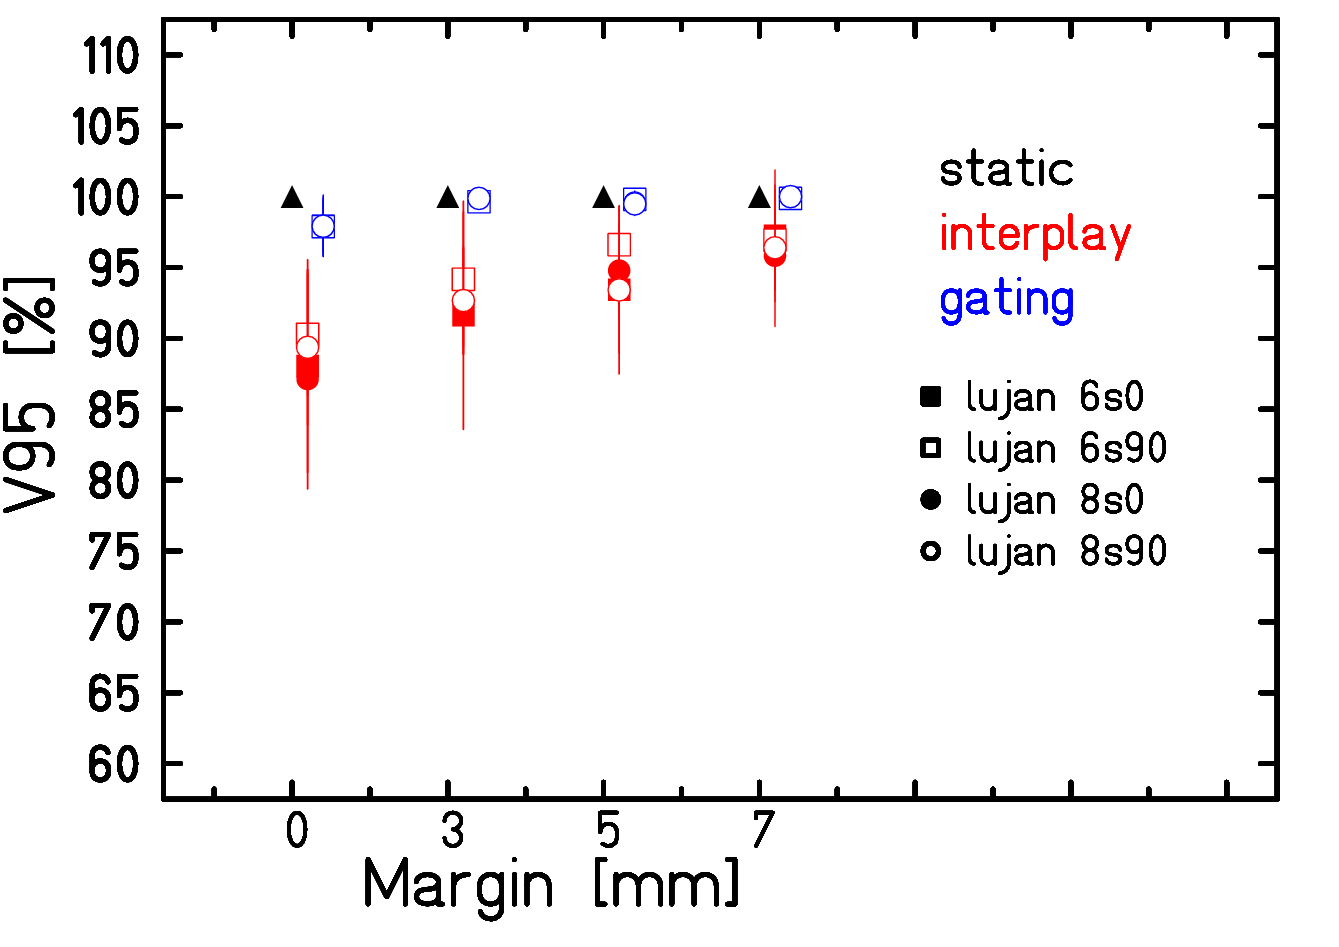 110
105
100
95
90
85
80
75
70
65
60
V95 [%]
static
interplay
gating
lujan 6s0
lujan 6s90
lujan 8s0
lujan 8s90
0 3 5 7
Margin [mm]